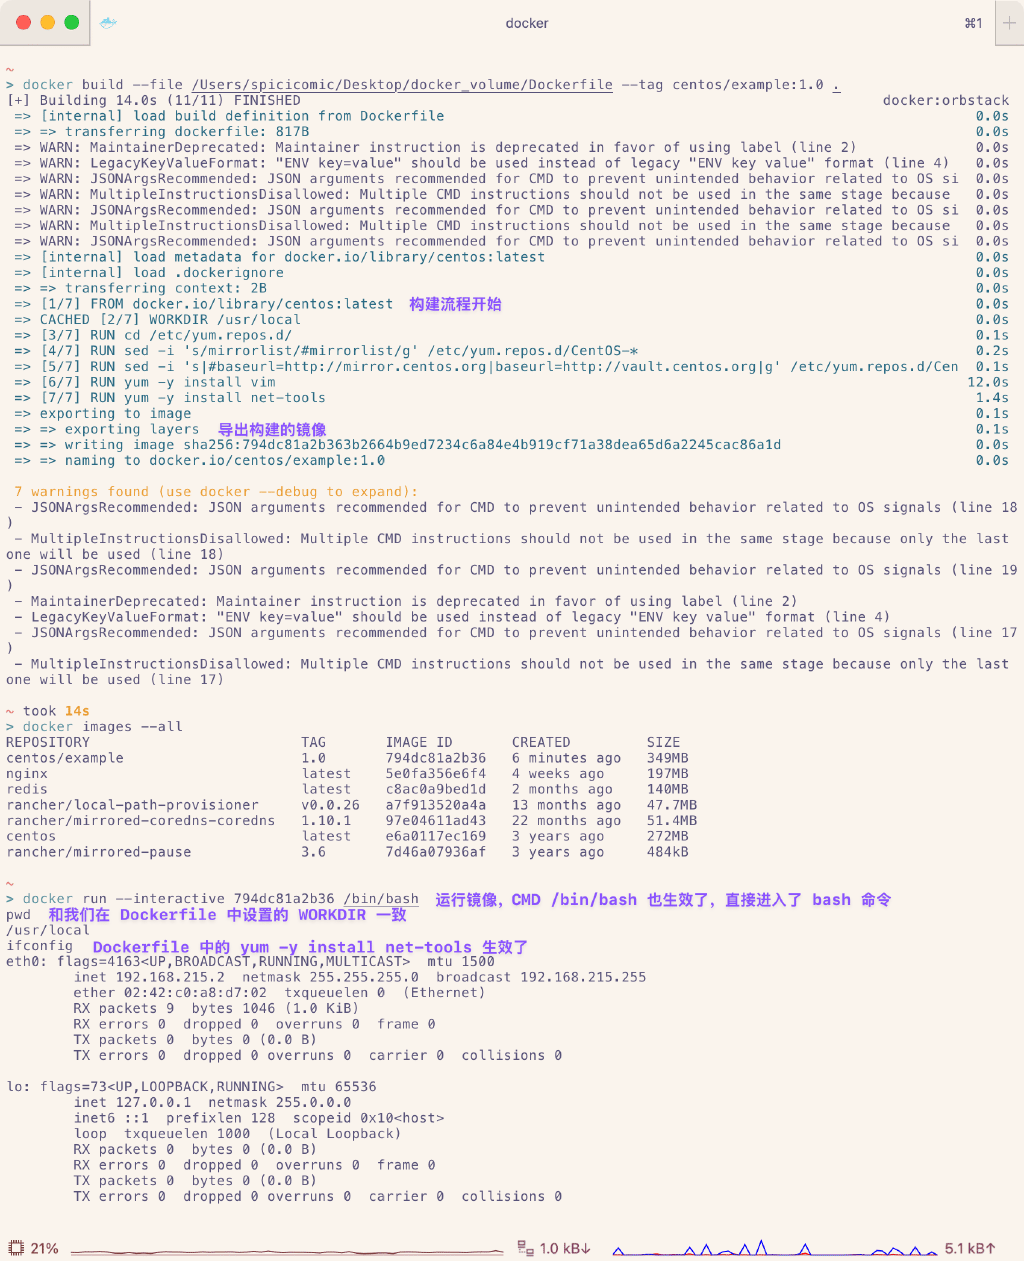 docker
⌘1
~
> docker build --file /Users/spicicomic/Desktop/docker_volume/Dockerfile --tag centos/example:1.0 .
[+] Building 14.0s (11/11) FINISHED docker:orbstack
=> [internal] load build definition from Dockerfile 0.0s
=> => transferring dockerfile: 817B 0.0s
=> WARN: MaintainerDeprecated: Maintainer instruction is deprecated in favor of using label (line 2) 0.0s
=> WARN: LegacyKeyValueFormat: "ENV key=value" should be used instead of legacy "ENV key value" format (line 4) 0.0s
=> WARN: JSONArgsRecommended: JSON arguments recommended for CMD to prevent unintended behavior related to OS si 0.0s
=> WARN: MultipleInstructionsDisallowed: Multiple CMD instructions should not be used in the same stage because 0.0s
=> WARN: JSONArgsRecommended: JSON arguments recommended for CMD to prevent unintended behavior related to OS si 0.0s
=> WARN: MultipleInstructionsDisallowed: Multiple CMD instructions should not be used in the same stage because 0.0s
=> WARN: JSONArgsRecommended: JSON arguments recommended for CMD to prevent unintended behavior related to OS si 0.0s
=> [internal] load metadata for docker.io/library/centos:latest 0.0s
=> [internal] load .dockerignore 0.0s
=> => transferring context: 2B 0.0s
=> [1/7] FROM docker.io/library/centos:latest 构建流程开始 0.0s
=> CACHED [2/7] WORKDIR /usr/local 0.0s
=> [3/7] RUN cd /etc/yum.repos.d/ 0.1s
=> [4/7] RUN sed -i 's/mirrorlist/#mirrorlist/g' /etc/yum.repos.d/CentOS-* 0.2s
=> [5/7] RUN sed -i 's|#baseurl=http://mirror.centos.org|baseurl=http://vault.centos.org|g' /etc/yum.repos.d/Cen 0.1s
=> [6/7] RUN yum -y install vim 12.0s
=> [7/7] RUN yum -y install net-tools 1.4s
=> exporting to image 0.1s
=> => exporting layers 导出构建的镜像 0.1s
=> => writing image sha256:794dc81a2b363b2664b9ed7234c6a84e4b919cf71a38dea65d6a2245cac86a1d 0.0s
=> => naming to docker.io/centos/example:1.0 0.0s
7 warnings found (use docker --debug to expand):
- JSONArgsRecommended: JSON arguments recommended for CMD to prevent unintended behavior related to OS signals (line 18
)
- MultipleInstructionsDisallowed: Multiple CMD instructions should not be used in the same stage because only the last
one will be used (line 18)
- JSONArgsRecommended: JSON arguments recommended for CMD to prevent unintended behavior related to OS signals (line 19
)
- MaintainerDeprecated: Maintainer instruction is deprecated in favor of using label (line 2)
- LegacyKeyValueFormat: "ENV key=value" should be used instead of legacy "ENV key value" format (line 4)
- JSONArgsRecommended: JSON arguments recommended for CMD to prevent unintended behavior related to OS signals (line 17
)
- MultipleInstructionsDisallowed: Multiple CMD instructions should not be used in the same stage because only the last
one will be used (line 17)
~ took 14s
> docker images --all
REPOSITORY TAG IMAGE ID CREATED SIZE
centos/example 1.0 794dc81a2b36 6 minutes ago 349MB
nginx latest 5e0fa356e6f4 4 weeks ago 197MB
redis latest c8ac0a9bed1d 2 months ago 140MB
rancher/local-path-provisioner v0.0.26 a7f913520a4a 13 months ago 47.7MB
rancher/mirrored-coredns-coredns 1.10.1 97e04611ad43 22 months ago 51.4MB
centos latest e6a0117ec169 3 years ago 272MB
rancher/mirrored-pause 3.6 7d46a07936af 3 years ago 484kB
~
> docker run --interactive 794dc81a2b36 /bin/bash 运行镜像，CMD /bin/bash 也生效了，直接进入了 bash 命令
pwd 和我们在 Dockerfile 中设置的 WORKDIR 一致
/usr/local
ifconfig Dockerfile 中的 yum -y install net-tools 生效了
eth0: flags=4163<UP,BROADCAST,RUNNING,MULTICAST> mtu 1500
inet 192.168.215.2 netmask 255.255.255.0 broadcast 192.168.215.255
ether 02:42:c0:a8:d7:02 txqueuelen 0 (Ethernet)
RX packets 9 bytes 1046 (1.0 KiB)
RX errors 0 dropped 0 overruns 0 frame 0
TX packets 0 bytes 0 (0.0 B)
TX errors 0 dropped 0 overruns 0 carrier 0 collisions 0
lo: flags=73<UP,LOOPBACK,RUNNING> mtu 65536
inet 127.0.0.1 netmask 255.0.0.0
inet6 ::1 prefixlen 128 scopeid 0x10<host>
loop txqueuelen 1000 (Local Loopback)
RX packets 0 bytes 0 (0.0 B)
RX errors 0 dropped 0 overruns 0 frame 0
TX packets 0 bytes 0 (0.0 B)
TX errors 0 dropped 0 overruns 0 carrier 0 collisions 0
21% 1.0 kB↓ 5.1 kB↑